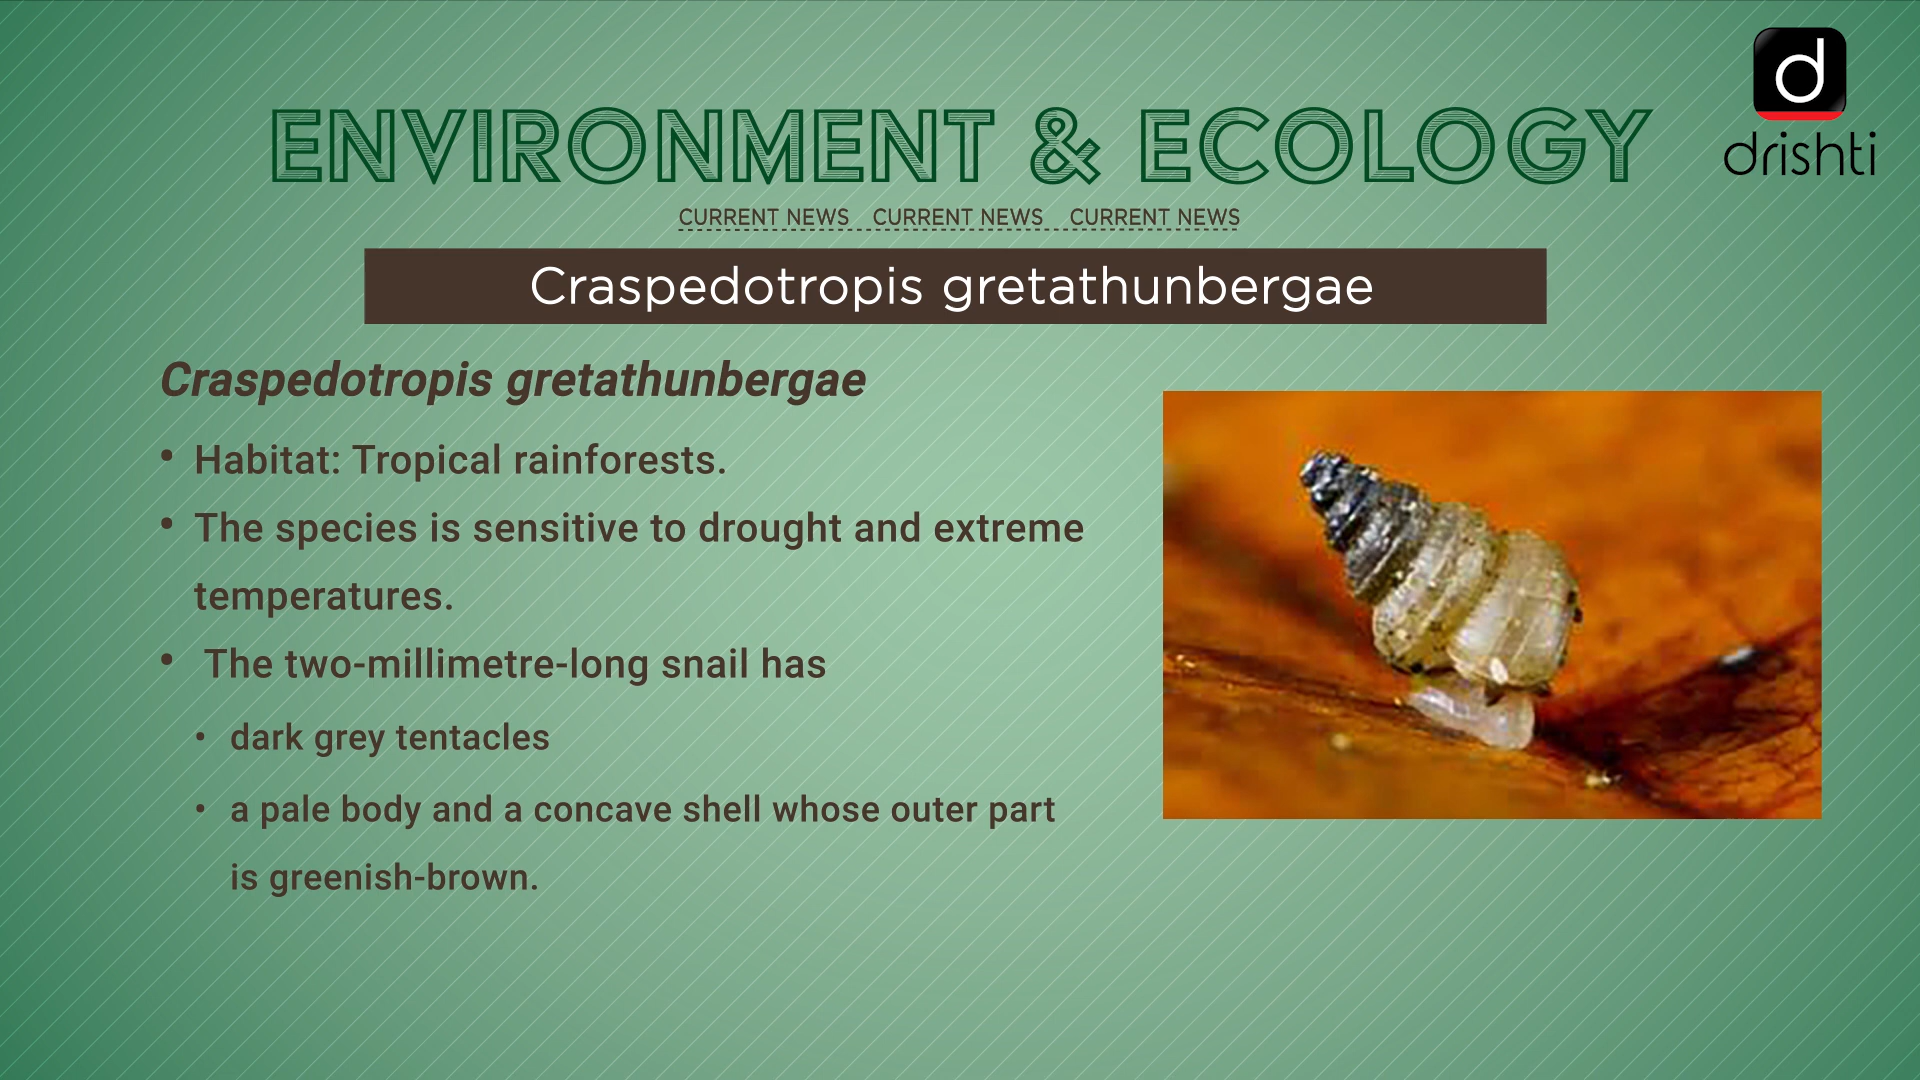 d
drishti
ENVIRONMENT & ECOLOGY
CURRENT NEWS CURRENT NEWS CURRENT NEWS
Craspedotropis gretathunbergae
Craspedotropis gretathunbergae
• Habitat: Tropical rainforests.
• The species is sensitive to drought and extreme
temperatures.
• The two-millimetre-long snail has
• dark grey tentacles
• a pale body and a concave shell whose outer part
is greenish-brown.